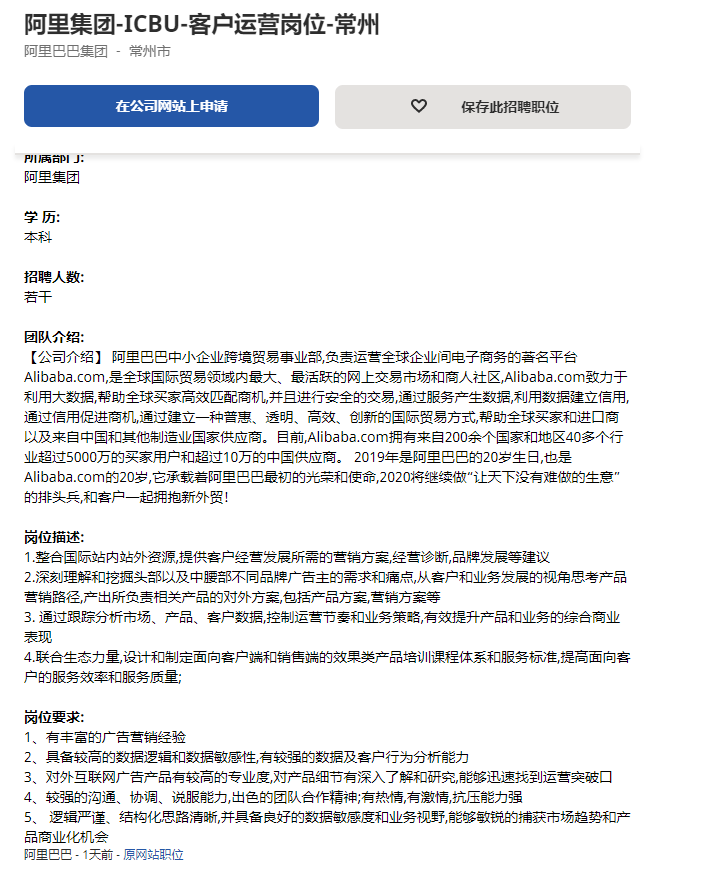 阿里集团-ICBU-客户运营岗位-常州
阿里巴巴集团 - 常州市
在公司网站上申请
保存此招聘职位
所属部门:
阿里集团
学 历:
本科
招聘人数:
若干
团队介绍:
【公司介绍】 阿里巴巴中小企业跨境贸易事业部,负责运营全球企业间电子商务的著名平台
Alibaba.com,是全球国际贸易领域内最大、最活跃的网上交易市场和商人社区,Alibaba.com致力于
利用大数据,帮助全球买家高效匹配商机,并且进行安全的交易,通过服务产生数据,利用数据建立信用,
通过信用促进商机,通过建立一种普惠、透明、高效、创新的国际贸易方式,帮助全球买家和进口商
以及来自中国和其他制造业国家供应商。目前,Alibaba.com拥有来自200余个国家和地区40多个行
业超过5000万的买家用户和超过10万的中国供应商。 2019年是阿里巴巴的20岁生日,也是
Alibaba.com的20岁,它承载着阿里巴巴最初的光荣和使命,2020将继续做“让天下没有难做的生意”
的排头兵,和客户一起拥抱新外贸!
岗位描述:
1.整合国际站内站外资源,提供客户经营发展所需的营销方案,经营诊断,品牌发展等建议
2.深刻理解和挖掘头部以及中腰部不同品牌广告主的需求和痛点,从客户和业务发展的视角思考产品
营销路径,产出所负责相关产品的对外方案,包括产品方案,营销方案等
3. 通过跟踪分析市场、产品、客户数据,控制运营节奏和业务策略,有效提升产品和业务的综合商业
表现
4.联合生态力量,设计和制定面向客户端和销售端的效果类产品培训课程体系和服务标准,提高面向客
户的服务效率和服务质量;
岗位要求:
1、有丰富的广告营销经验
2、具备较高的数据逻辑和数据敏感性,有较强的数据及客户行为分析能力
3、对外互联网广告产品有较高的专业度,对产品细节有深入了解和研究,能够迅速找到运营突破口
4、较强的沟通、协调、说服能力,出色的团队合作精神;有热情,有激情,抗压能力强
5、 逻辑严谨、结构化思路清晰,并具备良好的数据敏感度和业务视野,能够敏锐的捕获市场趋势和产
品商业化机会
阿里巴巴 - 1天前 - 原网站职位